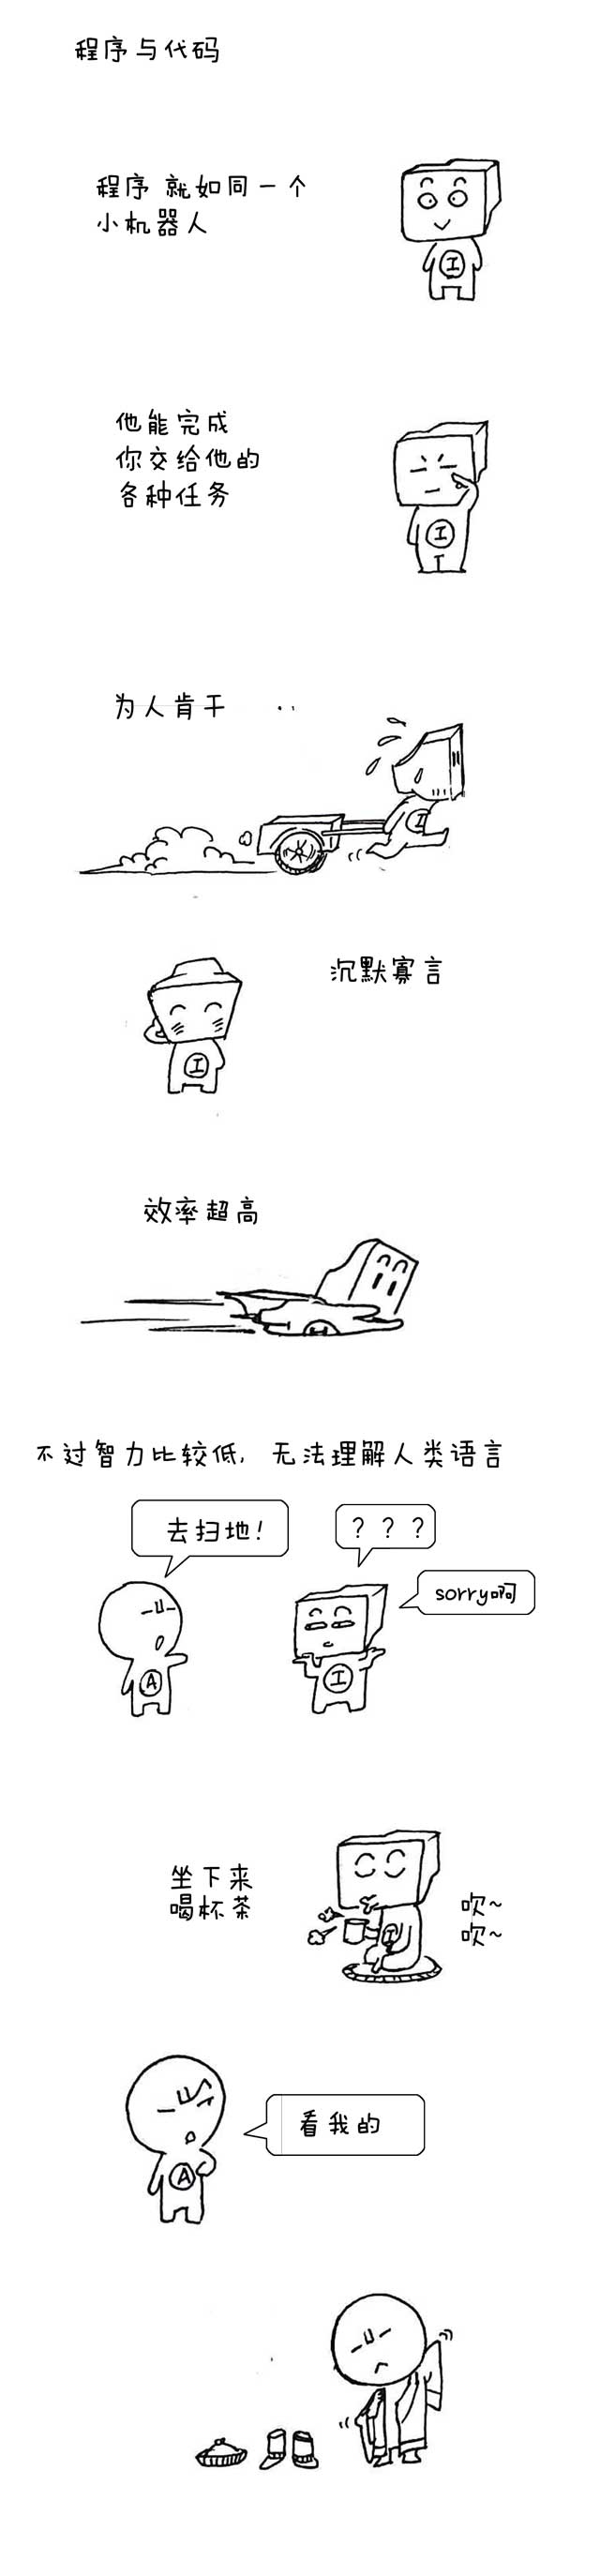 程序与代码
程序 就如同一个
小机器人
I
他能完成
你交给他的
各种任务
I
为人肯干
I
沉默寡言
I
效率超高
不过智力比较低, 无法理解人类语言
去扫地!
? ? ?
sorry啊
A
I
坐下来
喝杯茶
吹~
吹~
I
看我的
A